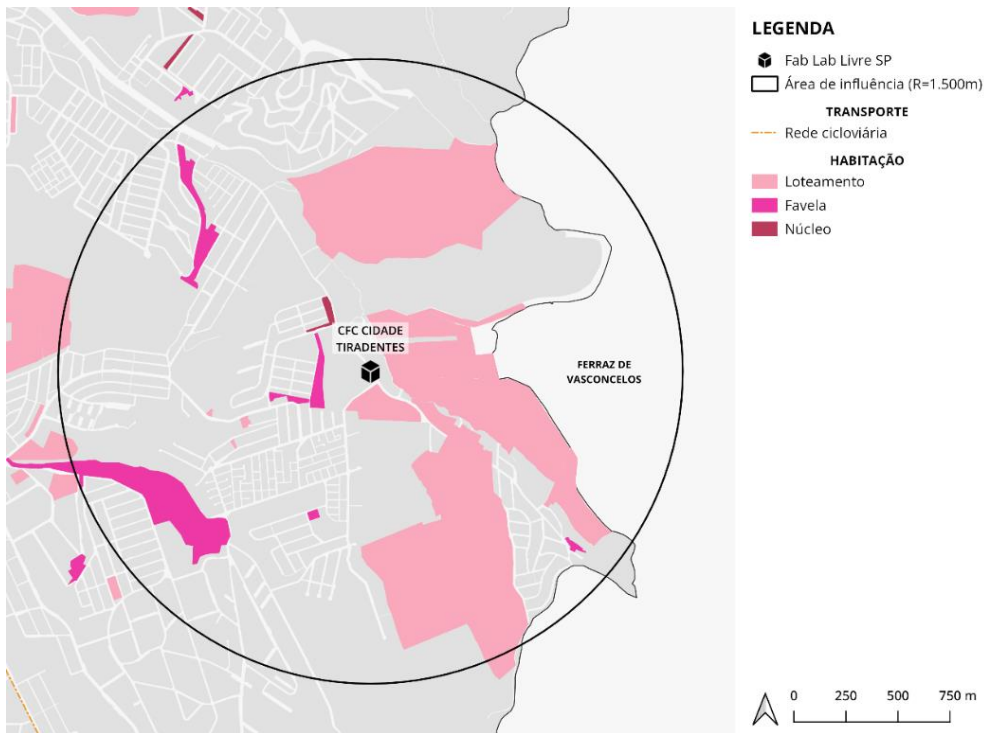 LEGENDA
Fab Lab Livre SP
Área de influência (R=1.500m)
TRANSPORTE
Rede cicloviária
HABITAÇÃO
Loteamento
Favela
Núcleo
CFC CIDADE
TIRADENTES
FERRAZ DE
VASCONCELOS
0 250 500 750 m